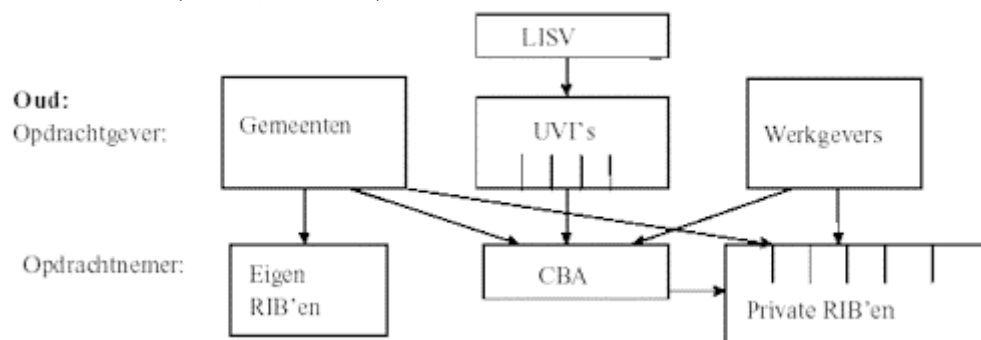 LISV
Oud:
Opdrachtgever:
Gemeenten
UVI`s
Werkgevers
Opdrachtnemer:
Eigen
RIB'en
CBA
Private RIB'en